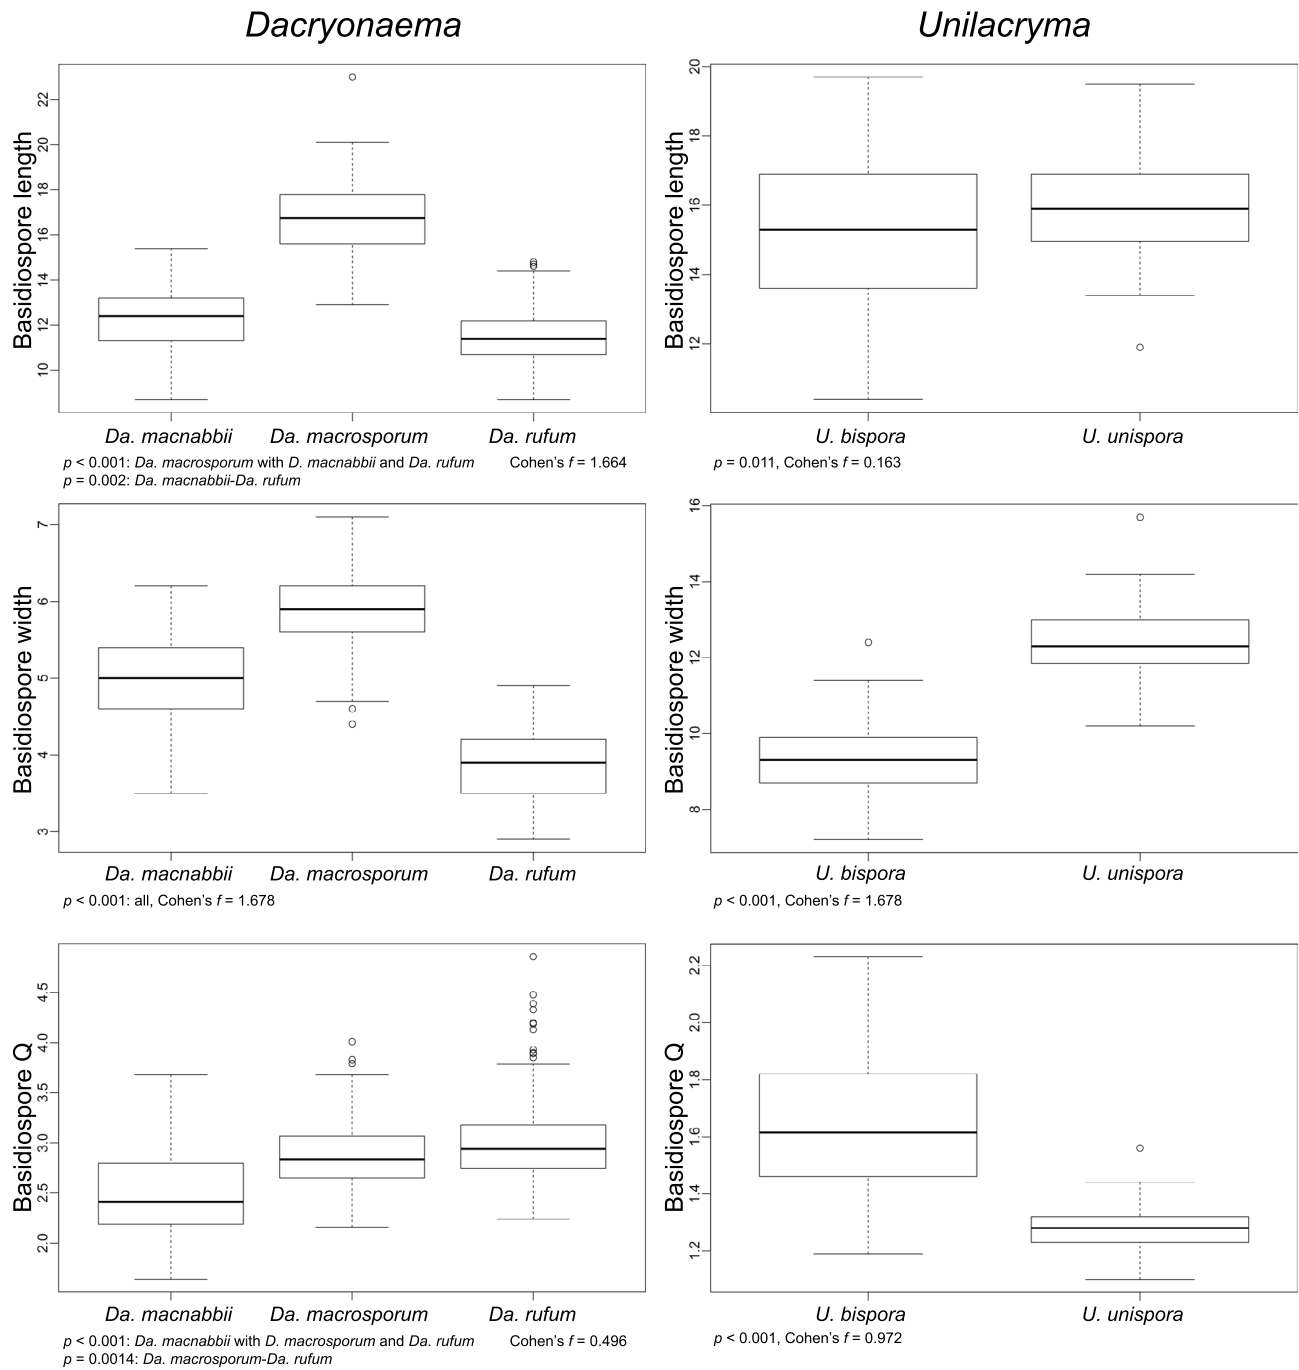 Dacryonaema
Unilacryma
Basidiospore length
22
20
18
16
14
12
10
Da. macnabbii Da. macrosporum Da. rufum
p < 0.001: Da. macrosporum with D. macnabbii and Da. rufum Cohen's f = 1.664
p = 0.002: Da. macnabbii-Da. rufum
Basidiospore length
20
18
16
14
12
U. bispora U. unispora
p = 0.011, Cohen's f = 0.163
Basidiospore width
7
6
5
4
3
Da. macnabbii Da. macrosporum Da. rufum
p < 0.001: all, Cohen's f = 1.678
Basidiospore width
16
14
12
10
8
U. bispora U. unispora
p < 0.001, Cohen's f = 1.678
Basidiospore Q
4.5
4.0
3.5
3.0
2.5
2.0
Da. macnabbii Da. macrosporum Da. rufum
p < 0.001: Da. macnabbii with D. macrosporum and Da. rufum Cohen's f = 0.496
p = 0.0014: Da. macrosporum-Da. rufum
Basidiospore Q
2.2
2.0
1.8
1.6
1.4
1.2
U. bispora U. unispora
p < 0.001, Cohen's f = 0.972